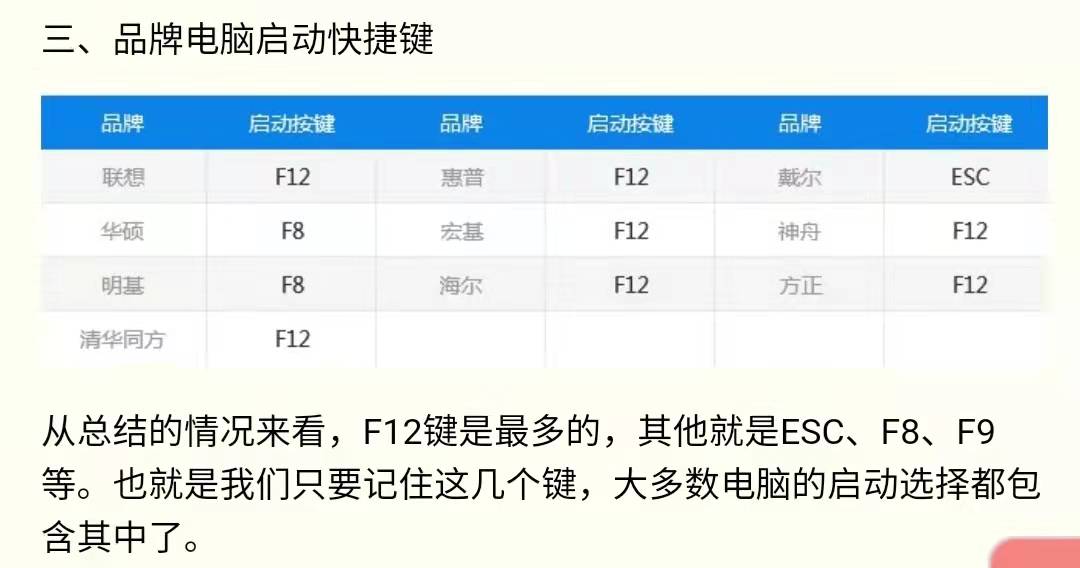 三、品牌电脑启动快捷键
品牌 启动按键 品牌 启动按键 品牌 启动按键
联想 F12 惠普 F12 戴尔 ESC
华硕 F8 宏基 F12 神舟 F12
明基 F8 海尔 F12 方正 F12
清华同方 F12
从总结的情况来看，F12键是最多的，其他就是ESC、F8、F9
等。也就是我们只要记住这几个键，大多数电脑的启动选择都包
含其中了。